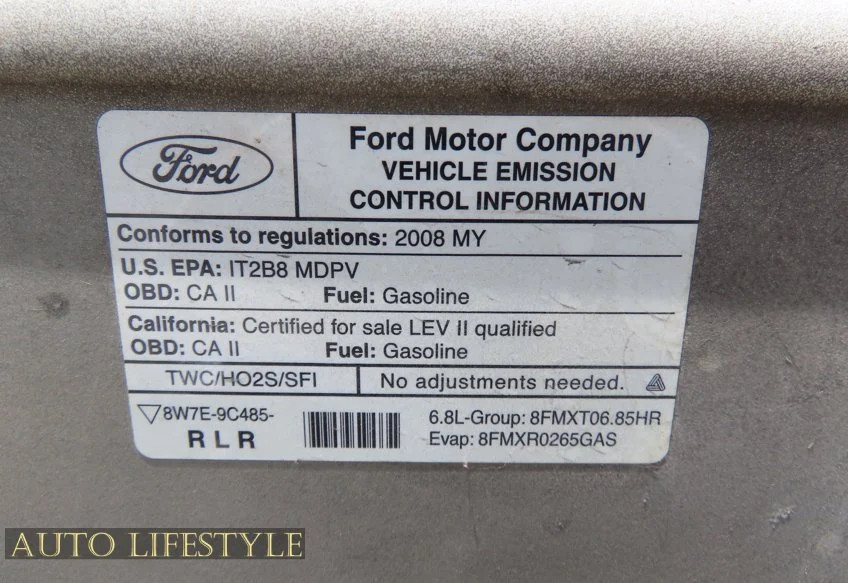 Ford
Ford Motor Company
VEHICLE EMISSION
CONTROL INFORMATION
Conforms to regulations: 2008 MY
U.S. EPA: IT2B8 MDPV
OBD: CA II Fuel: Gasoline
California: Certified for sale LEV II qualified
OBD: CA II Fuel: Gasoline
TWC/HO2S/SFI No adjustments needed.
8W7E-9C485-
R L R
6.8L-Group: 8FMXT06.85HR
Evap: 8FMXR0265GAS
AUTO LIFESTYLE